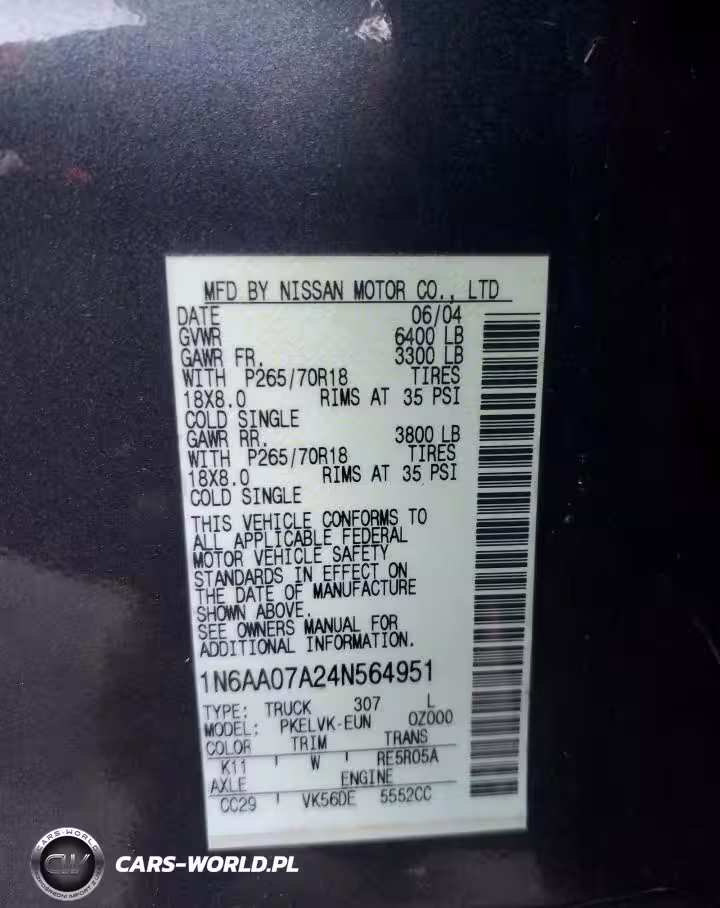 MFD BY NISSAN MOTOR CO., LTD
DATE 06/04
GVWR 6400 LB
GAWR FR. 3300 LB
WITH P265/70R18 TIRES
18X8.0 RIMS AT 35 PSI
COLD SINGLE
GAWR RR. 3800 LB
WITH P265/70R18 TIRES
18X8.0 RIMS AT 35 PSI
COLD SINGLE
THIS VEHICLE CONFORMS TO
ALL APPLICABLE FEDERAL
MOTOR VEHICLE SAFETY
STANDARDS IN EFFECT ON
THE DATE OF MANUFACTURE
SHOWN ABOVE.
SEE OWNERS MANUAL FOR
ADDITIONAL INFORMATION.
1N6AA07A24N564951
TYPE: TRUCK 307 L
MODEL: PKELVK-EUN 0Z000
COLOR TRIM TRANS
K11 W RE5R05A
AXLE ENGINE
CC29 VK56DE 5552CC
CARS-WORLD
CW
CARS-WORLD.PL